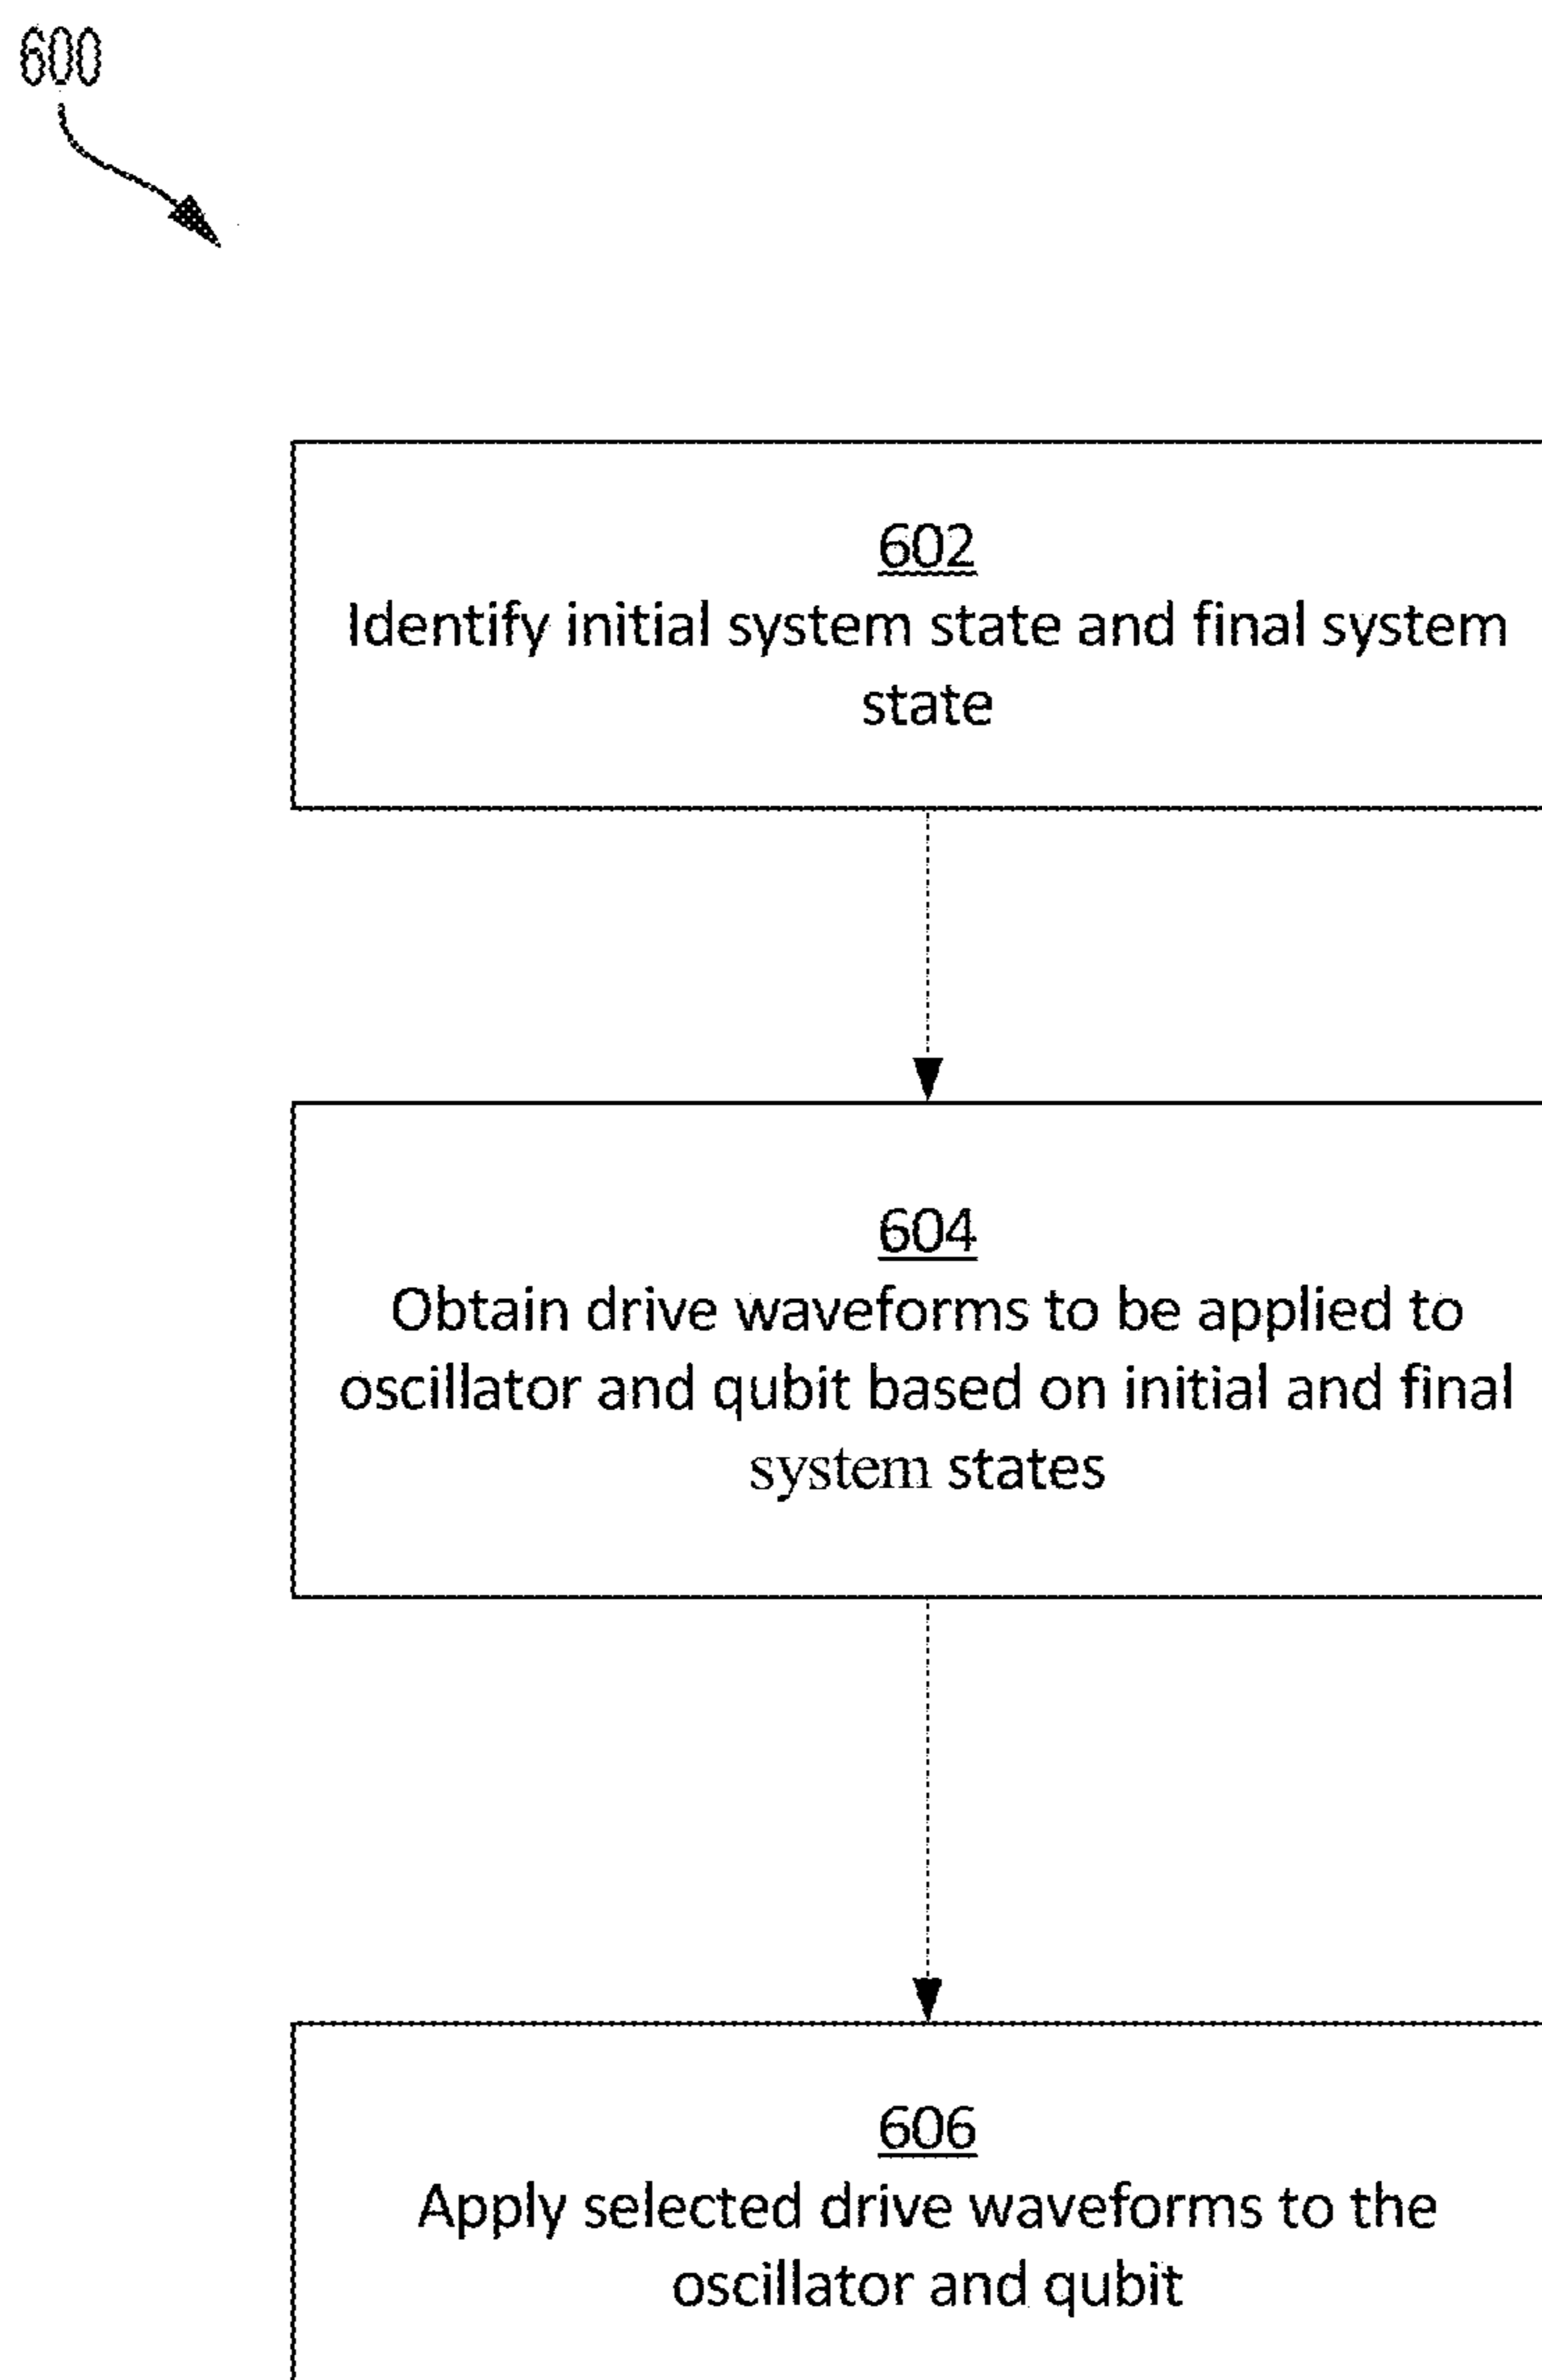 600
602
Identify initial system state and final system
state
604
Obtain drive waveforms to be applied to
oscillator and qubit based on initial and final
system states
606
Apply selected drive waveforms to the
oscillator and qubit